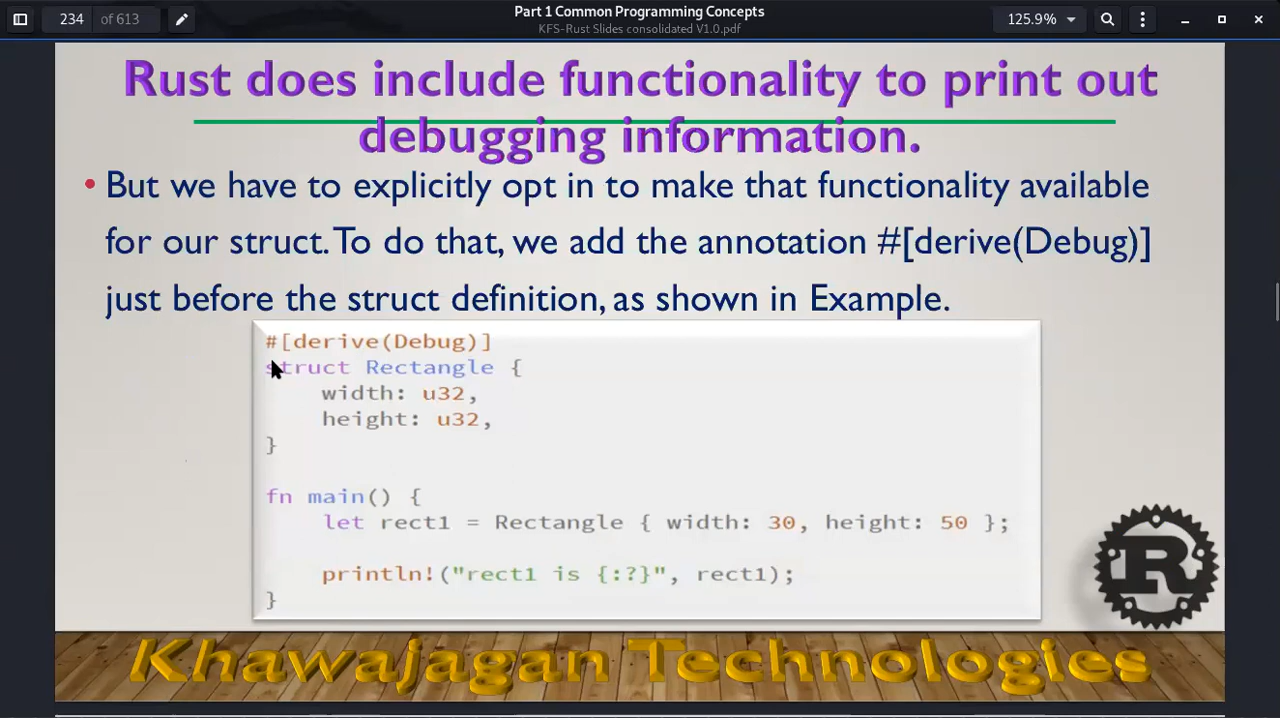 234 of 613
Part 1 Common Programming Concepts
KFS-Rust Slides consolidated V1.0.pdf
125.9%
Rust does include functionality to print out
debugging information.
• But we have to explicitly opt in to make that functionality available
for our struct. To do that, we add the annotation #[derive(Debug)]
just before the struct definition, as shown in Example.
#[derive(Debug)]
struct Rectangle {
    width: u32,
    height: u32,
}
fn main() {
    let rect1 = Rectangle { width: 30, height: 50 };
    println!("rect1 is {:?}", rect1);
}
R
Khawajagan Technologies